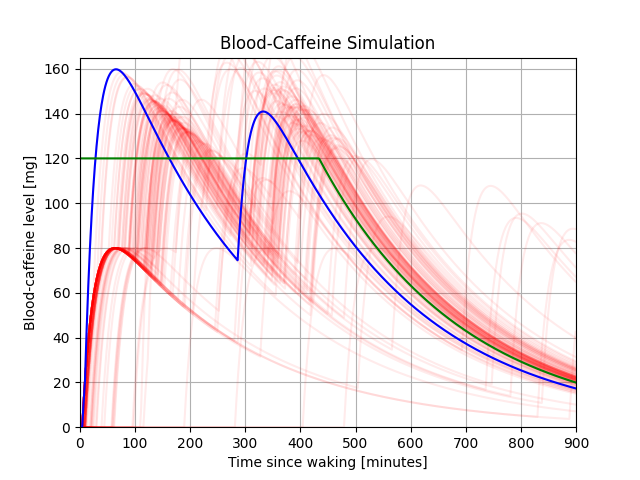 Blood-Caffeine Simulation
Blood-caffeine level [mg]
160
140
120
100
80
60
40
20
0
0 100 200 300 400 500 600 700 800 900
Time since waking [minutes]